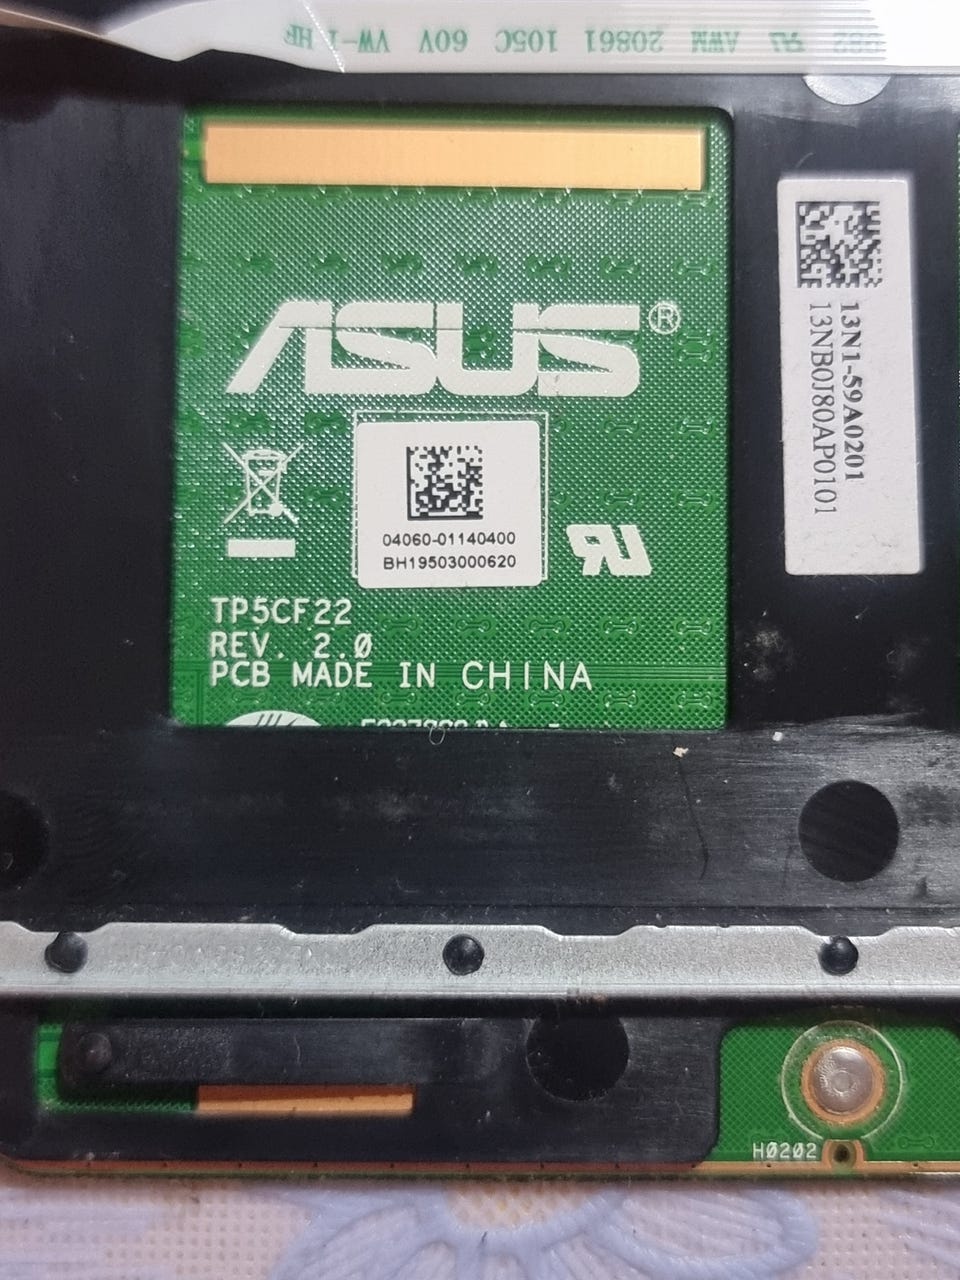 AWM 20861 105C 60V VW-1 HF
ASUS®
13N1-59A0201
13NB0J80AP0101
04060-01140400
BH19503000620
TP5CF22
REV. 2.0
PCB MADE IN CHINA
H0202